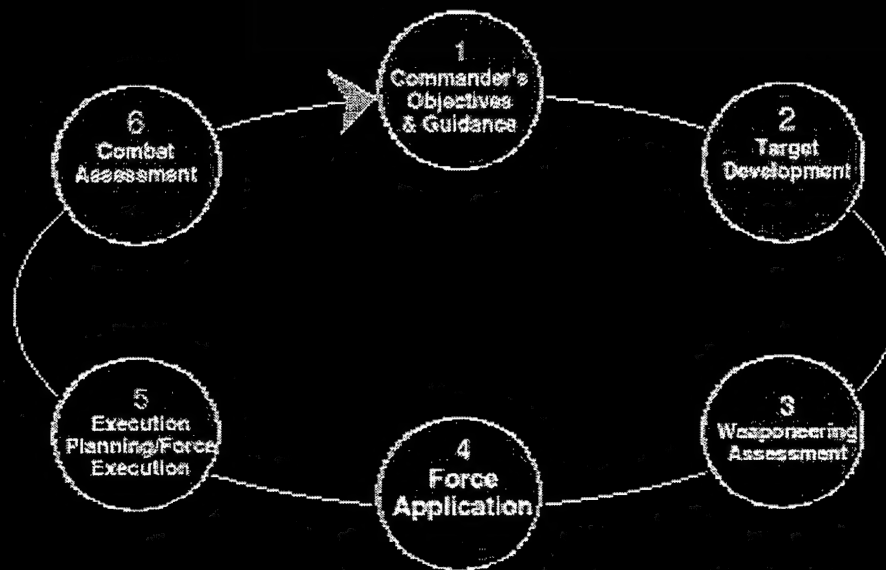 1
Commander's
Objectives
& Guidance
2
Target
Development
3
Weaponeering
Assessment
4
Force
Application
5
Execution
Planning/Force
Execution
6
Combat
Assessment